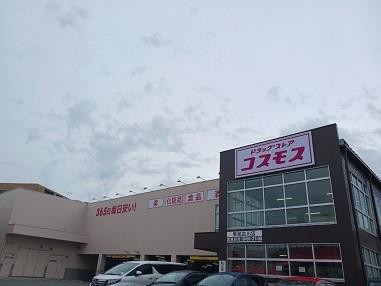 ドラッグストア
コスモス
365日毎日安い!
薬 化粧品 食品